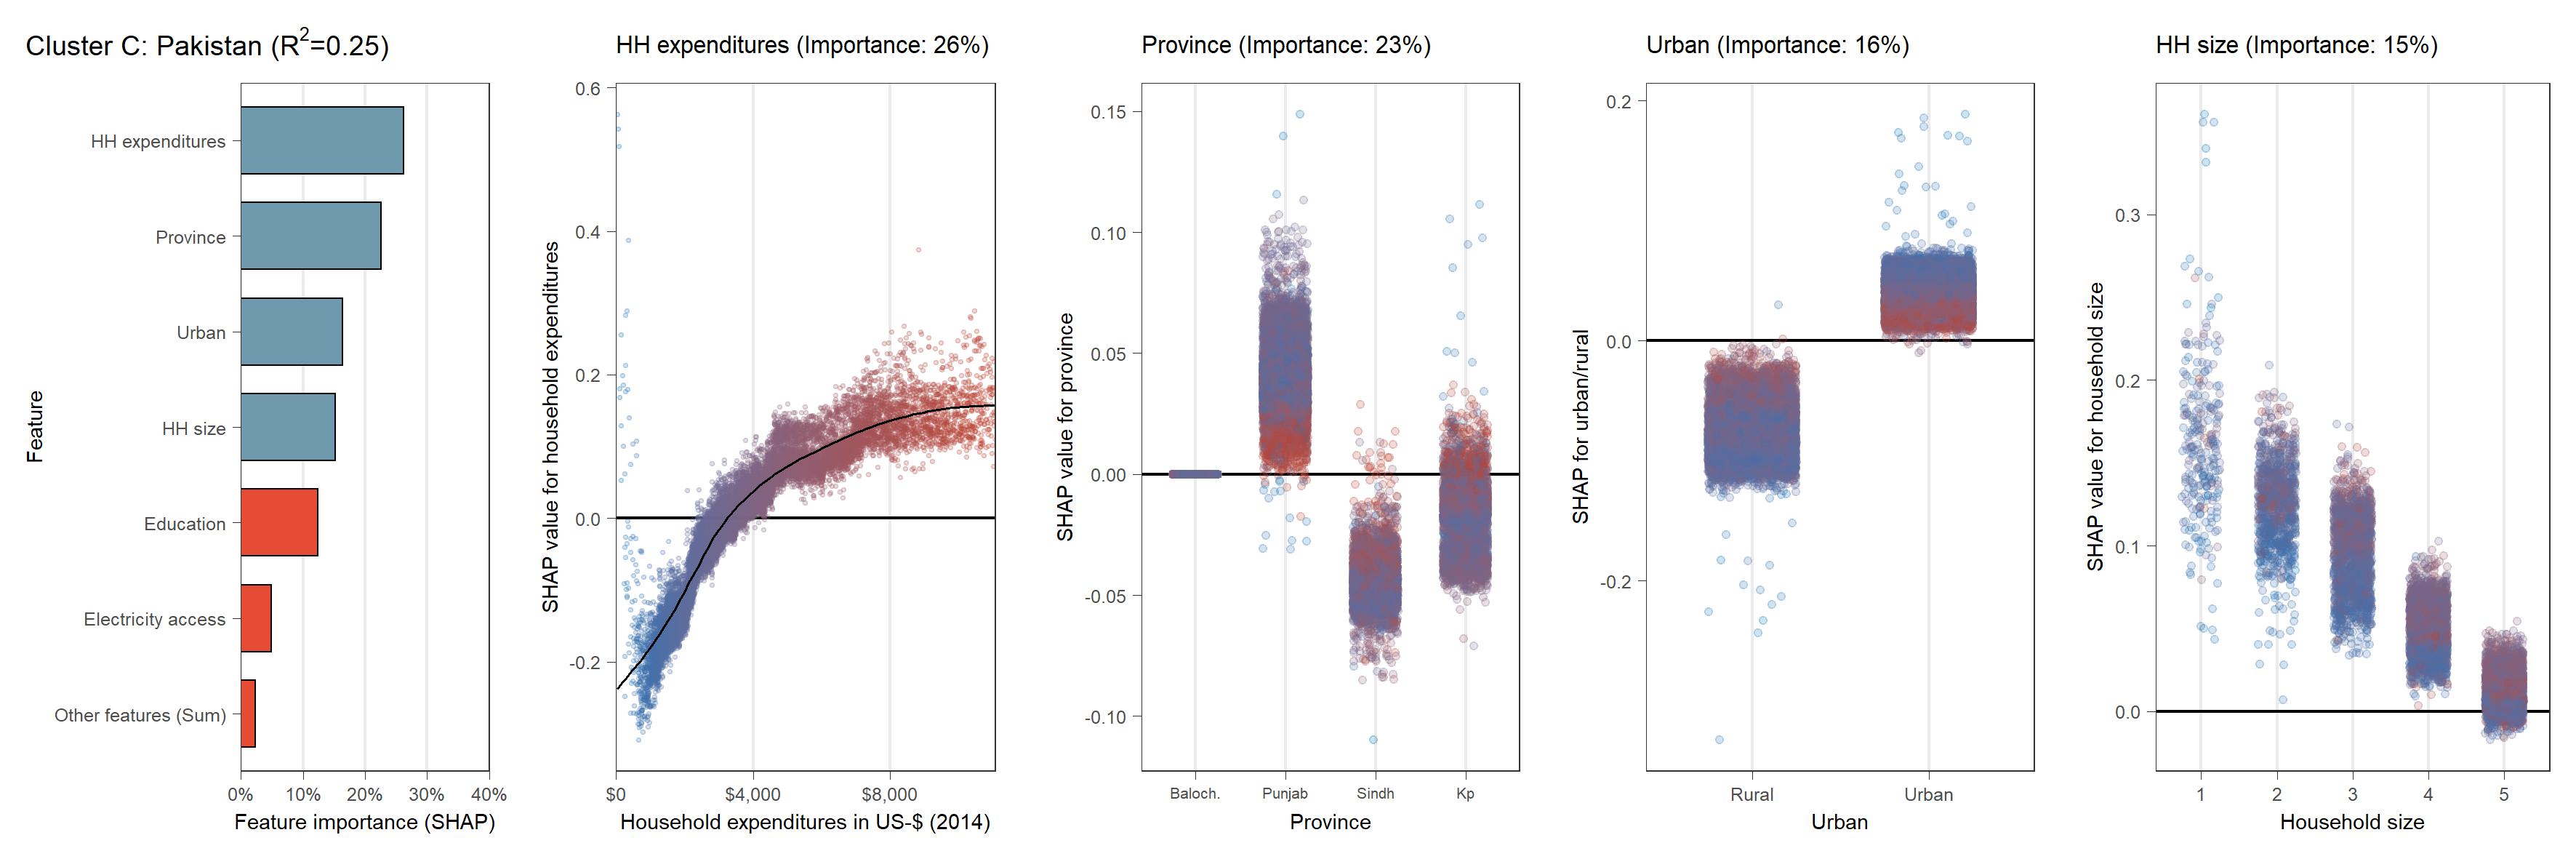 Cluster C: Pakistan (R²=0.25)
Feature
HH expenditures
Province
Urban
HH size
Education
Electricity access
Other features (Sum)
0% 10% 20% 30% 40%
Feature importance (SHAP)
HH expenditures (Importance: 26%)
SHAP value for household expenditures
0.6
0.4
0.2
0.0
-0.2
$0 $4,000 $8,000
Household expenditures in US-$ (2014)
Province (Importance: 23%)
SHAP value for province
0.15
0.10
0.05
0.00
-0.05
-0.10
Baloch. Punjab Sindh Kp
Province
Urban (Importance: 16%)
SHAP for urban/rural
0.2
0.0
-0.2
Rural Urban
Urban
HH size (Importance: 15%)
SHAP value for household size
0.3
0.2
0.1
0.0
1 2 3 4 5
Household size